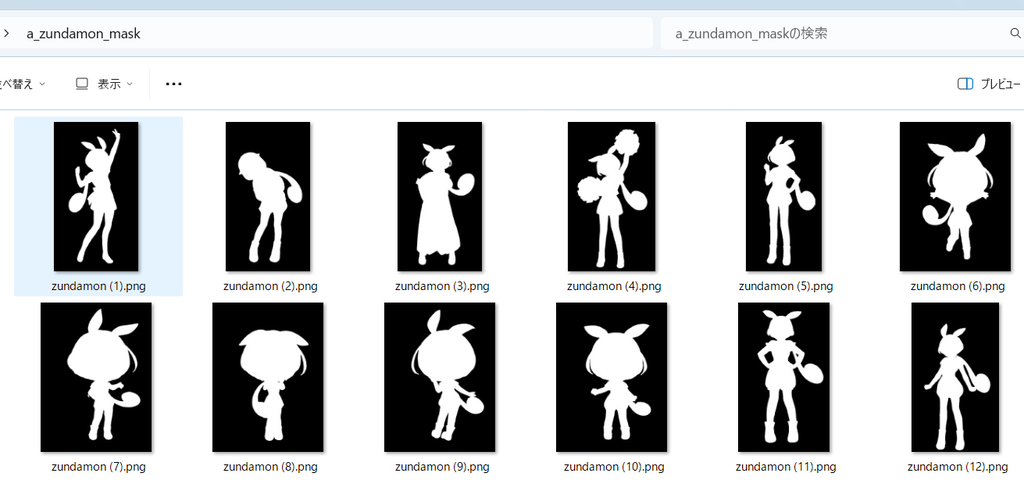 a_zundamon_mask
a_zundamon_maskの検索
べ替え
表示
プレビュー
zundamon (1).png
zundamon (2).png
zundamon (3).png
zundamon (4).png
zundamon (5).png
zundamon (6).png
zundamon (7).png
zundamon (8).png
zundamon (9).png
zundamon (10).png
zundamon (11).png
zundamon (12).png